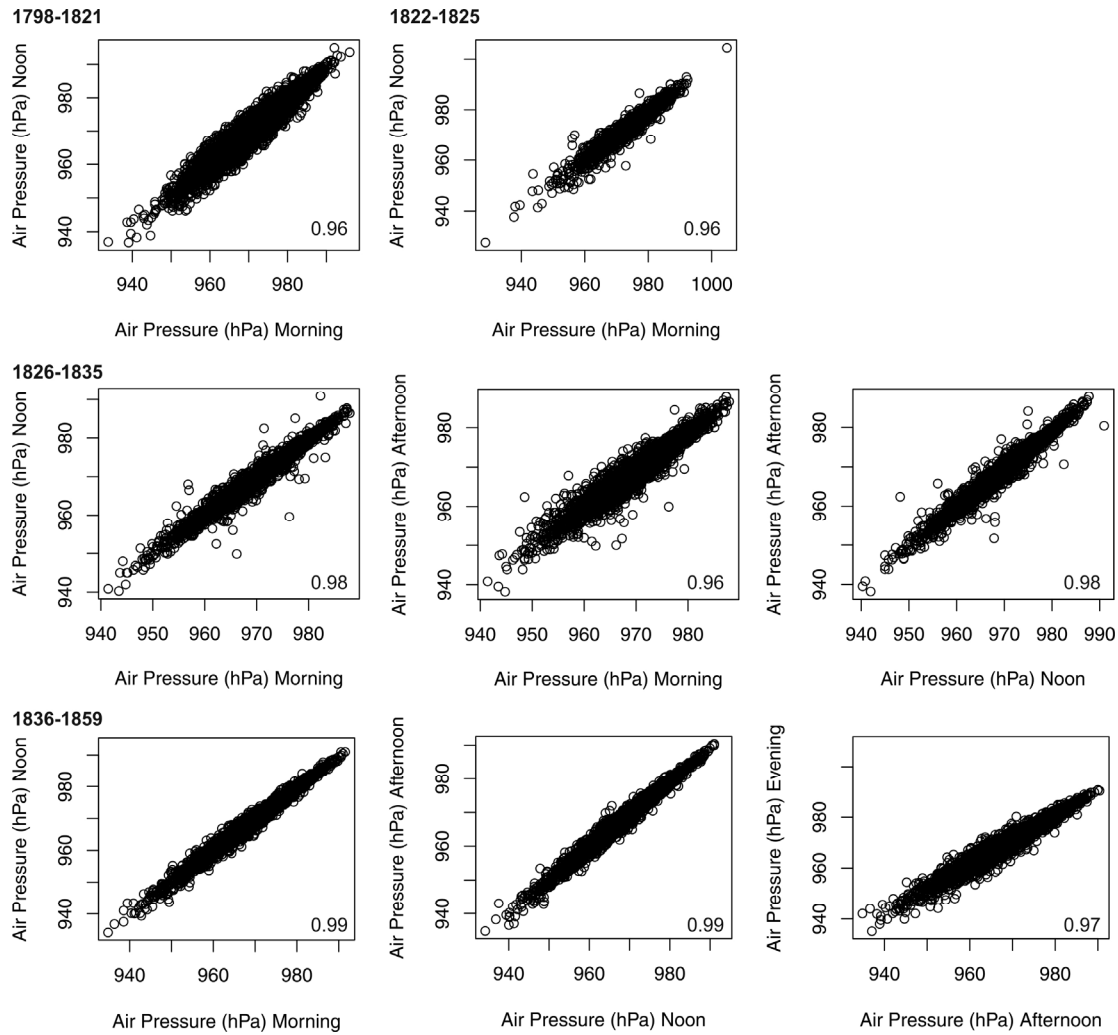 1798-1821
Air Pressure (hPa) Noon
980
960
940
0.96
940 960 980
Air Pressure (hPa) Morning
1822-1825
Air Pressure (hPa) Noon
980
960
940
0.96
940 960 980 1000
Air Pressure (hPa) Morning
1826-1835
Air Pressure (hPa) Noon
980
960
940
0.98
940 950 960 970 980
Air Pressure (hPa) Morning
Air Pressure (hPa) Afternoon
980
960
940
0.96
940 950 960 970 980
Air Pressure (hPa) Morning
Air Pressure (hPa) Afternoon
980
960
940
0.98
940 950 960 970 980 990
Air Pressure (hPa) Noon
1836-1859
Air Pressure (hPa) Noon
980
960
940
0.99
940 960 980
Air Pressure (hPa) Morning
Air Pressure (hPa) Afternoon
980
960
940
0.99
940 960 980
Air Pressure (hPa) Noon
Air Pressure (hPa) Evening
980
960
940
0.97
940 960 980
Air Pressure (hPa) Afternoon